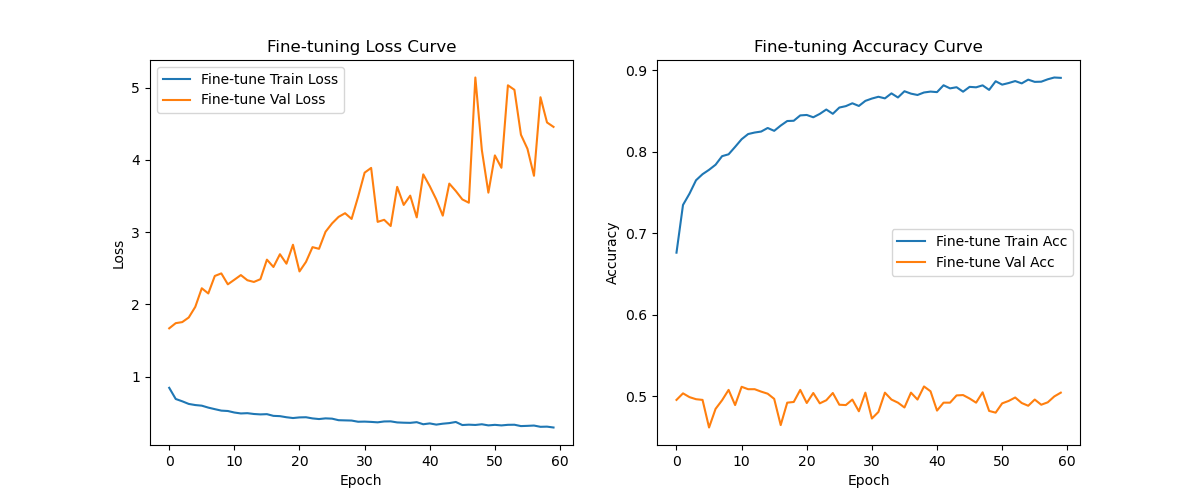 Fine-tuning Loss Curve
Fine-tune Train Loss
Fine-tune Val Loss
5
4
3
2
1
Loss
0 10 20 30 40 50 60
Epoch
Fine-tuning Accuracy Curve
0.9
0.8
0.7
0.6
0.5
Accuracy
Fine-tune Train Acc
Fine-tune Val Acc
0 10 20 30 40 50 60
Epoch